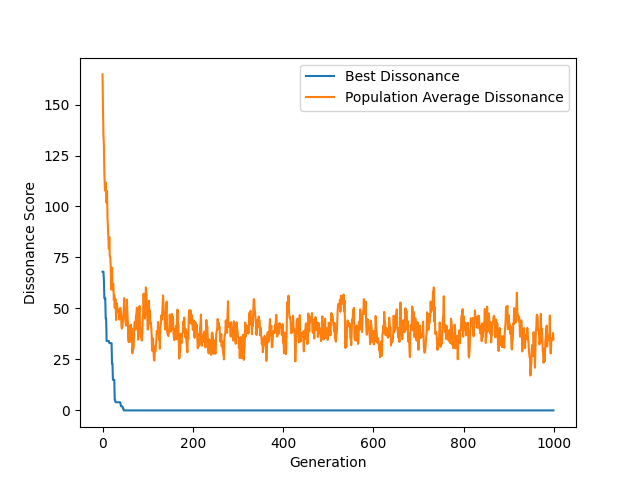 Best Dissonance
Population Average Dissonance
Dissonance Score
150
125
100
75
50
25
0
0 200 400 600 800 1000
Generation